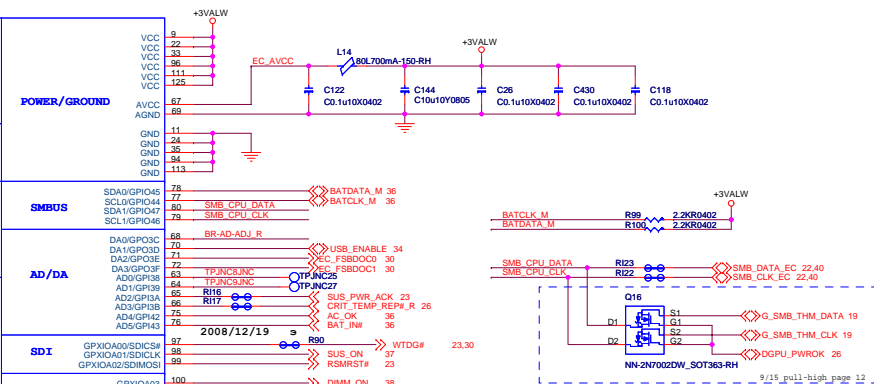 +3VALW
VCC 9
VCC 22
VCC 33
VCC 96
VCC 111
VCC 125
POWER/GROUND
AVCC 67
AGND 69
GND 11
GND 24
GND 35
GND 94
GND 113
EC_AVCC
L14
80L700mA-150-RH
+3VALW
C122
C0.1u10X0402
C144
C10u10Y0805
C26
C0.1u10X0402
C430
C0.1u10X0402
C118
C0.1u10X0402
SMBUS
SDA0/GPIO45 78 BATDATA_M 36
SCL0/GPIO44 77 BATCLK_M 36
SDA1/GPIO47 80 SMB_CPU_DATA
SCL1/GPIO46 79 SMB_CPU_CLK
+3VALW
BATCLK_M R99 2.2KR0402
BATDATA_M R100 2.2KR0402
AD/DA
DA0/GPO3C 68 BR-AD-ADJ_R
DA1/GPO3D 70 USB_ENABLE 34
DA2/GPO3E 71 EC_FSBDOC0 30
DA3/GPO3F 72 EC_FSBDOC1 30
AD0/GPI38 63 TPJNC8JNC TPJNC25
AD1/GPI39 64 TPJNC9JNC TPJNC27
AD2/GPI3A 65 RI16 SUS_PWR_ACK 23
AD3/GPI3B 66 RI17 CRIT_TEMP_REP#_R 26
AD4/GPI42 75 AC_OK 36
AD5/GPI43 76 BAT_IN# 36
SMB_CPU_DATA RI23 SMB_DATA_EC 22,40
SMB_CPU_CLK RI22 SMB_CLK_EC 22,40
2008/12/19
SDI
GPXIOA00/SDICS# 97 R90 WTDG# 23,30
GPXIOA01/SDICLK 98 SUS_ON 37
GPXIOA02/SDIMOSI 99 RSMRST# 23
GPXIOA03 100 DIMM_ON 38
Q16
D1 S1 G_SMB_THM_DATA 19
G1
S2 G_SMB_THM_CLK 19
D2 G2
DGPU_PWROK 26
NN-2N7002DW_SOT363-RH
9/15 pull-high page 12